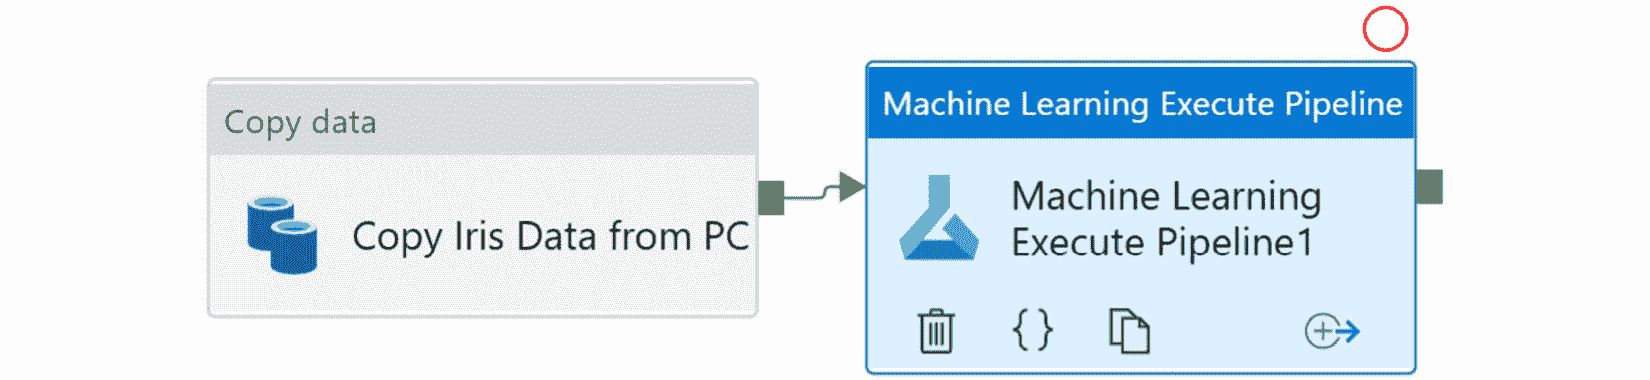 Copy data
Copy Iris Data from PC
Machine Learning Execute Pipeline
Machine Learning
Execute Pipeline1